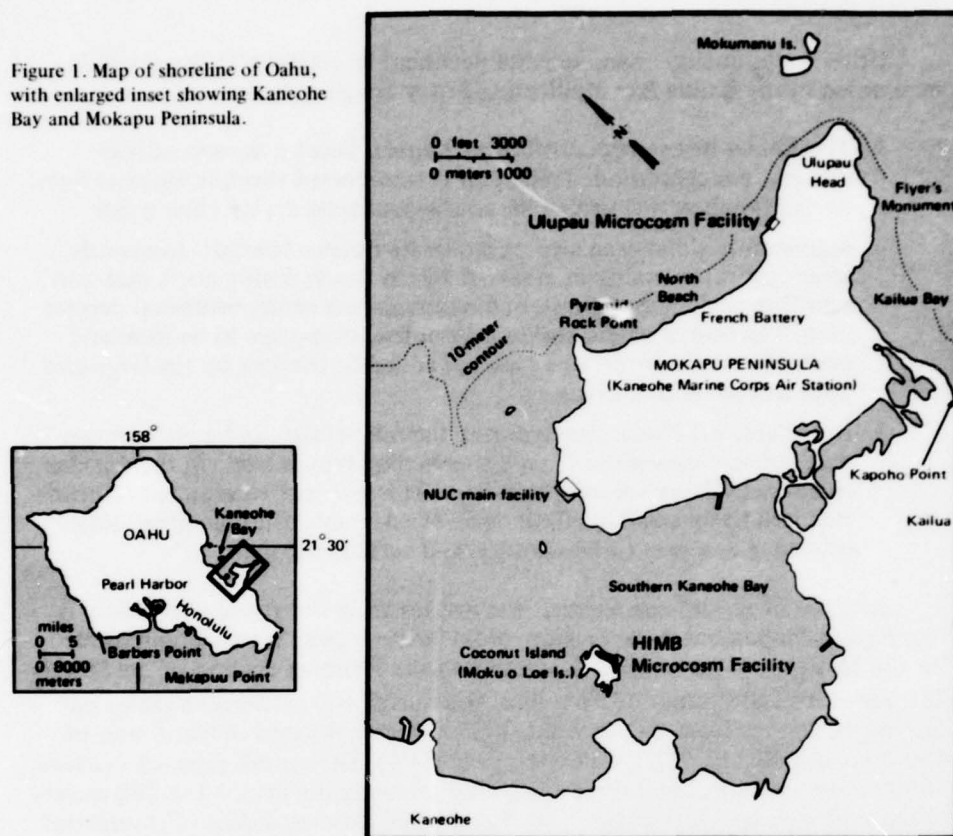 Figure 1. Map of shoreline of Oahu,
with enlarged inset showing Kaneohe
Bay and Mokapu Peninsula.
158°
Kaneohe
Bay
OAHU
21°30'
Pearl Harbor
Honolulu
miles
0 5
0 8000
meters
Barbers Point
Makapuu Point
Mokumanu Is.
N
0 feet 3000
0 meters 1000
Ulupau
Head
Flyer's
Monument
Ulupau Microcosm Facility
North
Beach
Kailua Bay
Rock Point
French Battery
10-meter
contour
MOKAPU PENINSULA
(Kaneohe Marine Corps Air Station)
Kapoho Point
NUC main facility
Kailua
Southern Kaneohe Bay
Coconut Island
(Moku o Loe Is.)
HIMB
Microcosm Facility
Kaneohe